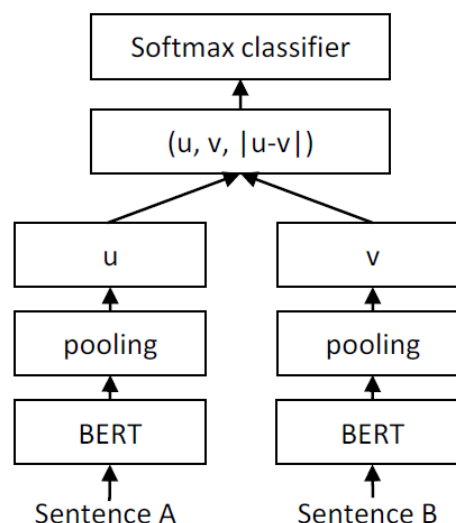 Softmax classifier
(u, v, |u-v|)
u
v
pooling
pooling
BERT
BERT
Sentence A
Sentence B